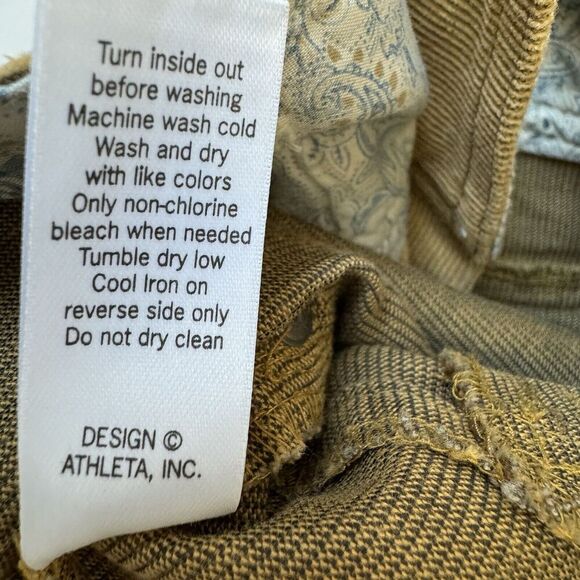 Turn inside out
before washing
Machine wash cold
Wash and dry
with like colors
Only non-chlorine
bleach when needed
Tumble dry low
Cool Iron on
reverse side only
Do not dry clean
DESIGN ©
ATHLETA, INC.